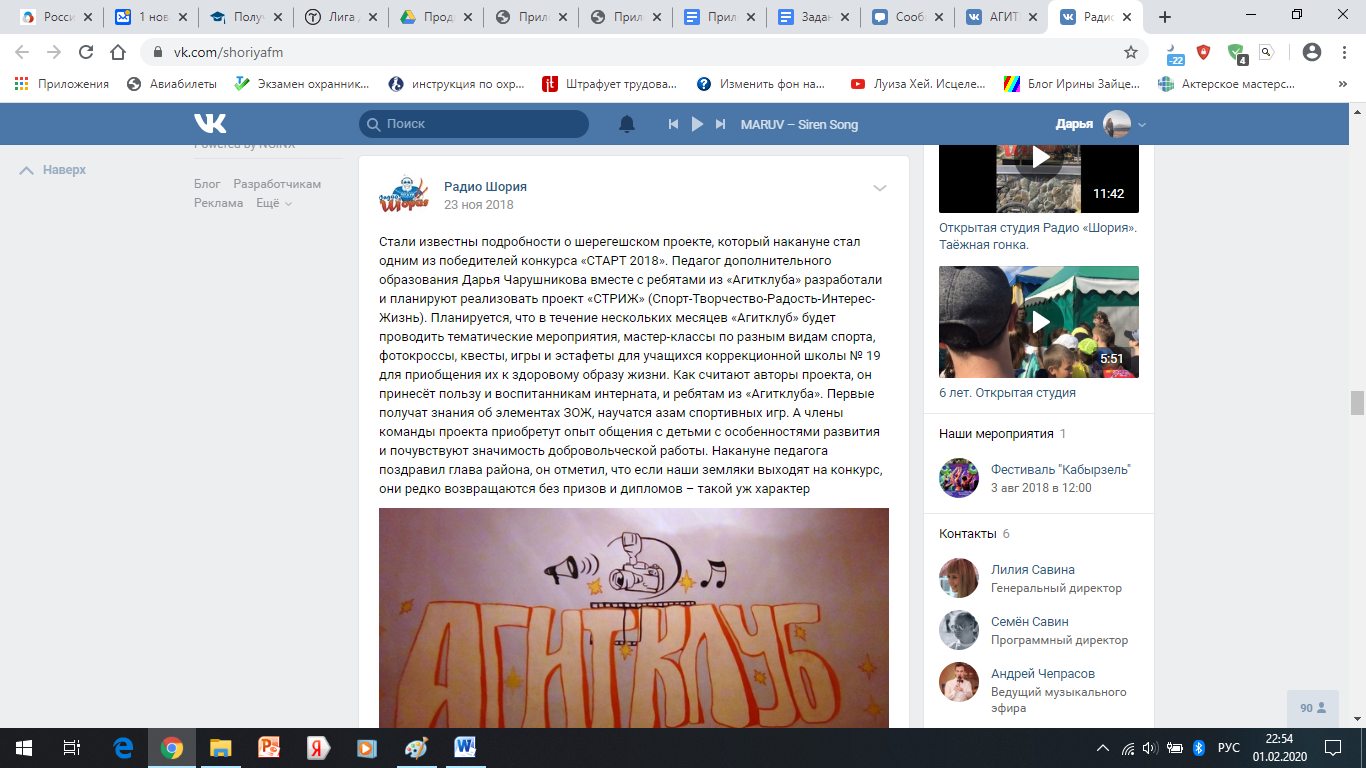 Росси
1 нов
Полу
Лига
Прод
Прил
Прил
Прил
Задан
Сооб
АГИТ
Радио
vk.com/shoriyafm
-22
4
Приложения
Авиабилеты
Экзамен охранник...
инструкция по охр...
Штрафует трудова...
Изменить фон на...
Луиза Хей. Исцеле...
Блог Ирины Зайце...
Актерское мастерс...
»
Поиск
MARUV – Siren Song
Дарья
Наверх
Powered by NGINX
Блог Разработчикам
Реклама Ещё
Радио Шория
23 ноя 2018
Стали известны подробности о шерегешском проекте, который накануне стал
одним из победителей конкурса «СТАРТ 2018». Педагог дополнительного
образования Дарья Чарушникова вместе с ребятами из «Агитклуба» разработали
и планируют реализовать проект «СТРИЖ» (Спорт-Творчество-Радость-Интерес-
Жизнь). Планируется, что в течение нескольких месяцев «Агитклуб» будет
проводить тематические мероприятия, мастер-классы по разным видам спорта,
фотокроссы, квесты, игры и эстафеты для учащихся коррекционной школы № 19
для приобщения их к здоровому образу жизни. Как считают авторы проекта, он
принесёт пользу и воспитанникам интерната, и ребятам из «Агитклуба». Первые
получат знания об элементах ЗОЖ, научатся азам спортивных игр. А члены
команды проекта приобретут опыт общения с детьми с особенностями развития
и почувствуют значимость добровольческой работы. Накануне педагога
поздравил глава района, он отметил, что если наши земляки выходят на конкурс,
они редко возвращаются без призов и дипломов – такой уж характер
АГИТКЛУБ
11:42
Открытая студия Радио «Шория».
Таёжная гонка.
5:51
6 лет. Открытая студия
Наши мероприятия 1
Фестиваль "Кабырзель"
3 авг 2018 в 12:00
Контакты 6
Лилия Савина
Генеральный директор
Семён Савин
Программный директор
Андрей Чепрасов
Ведущий музыкального
эфира
90
РУС
22:54
01.02.2020